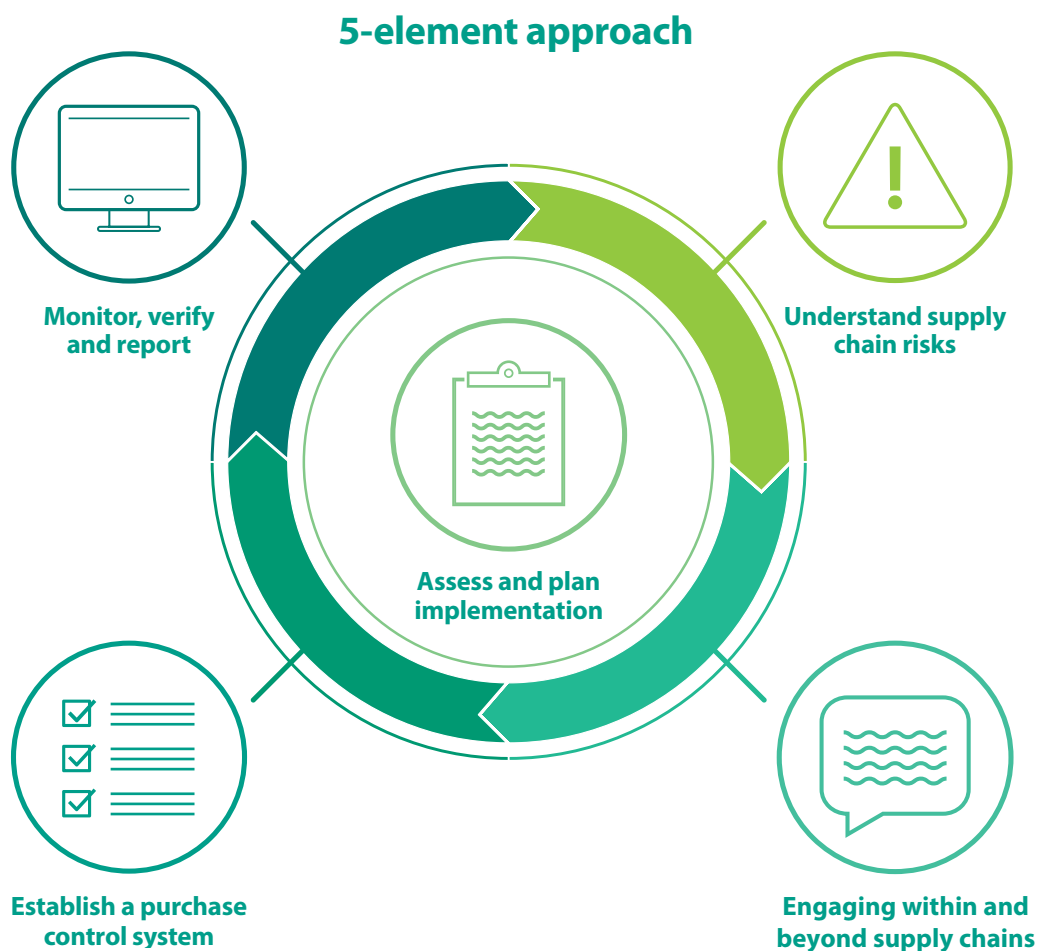 5-element approach
Monitor, verify
and report
Understand supply
chain risks
Assess and plan
implementation
Establish a purchase
control system
Engaging within and
beyond supply chains